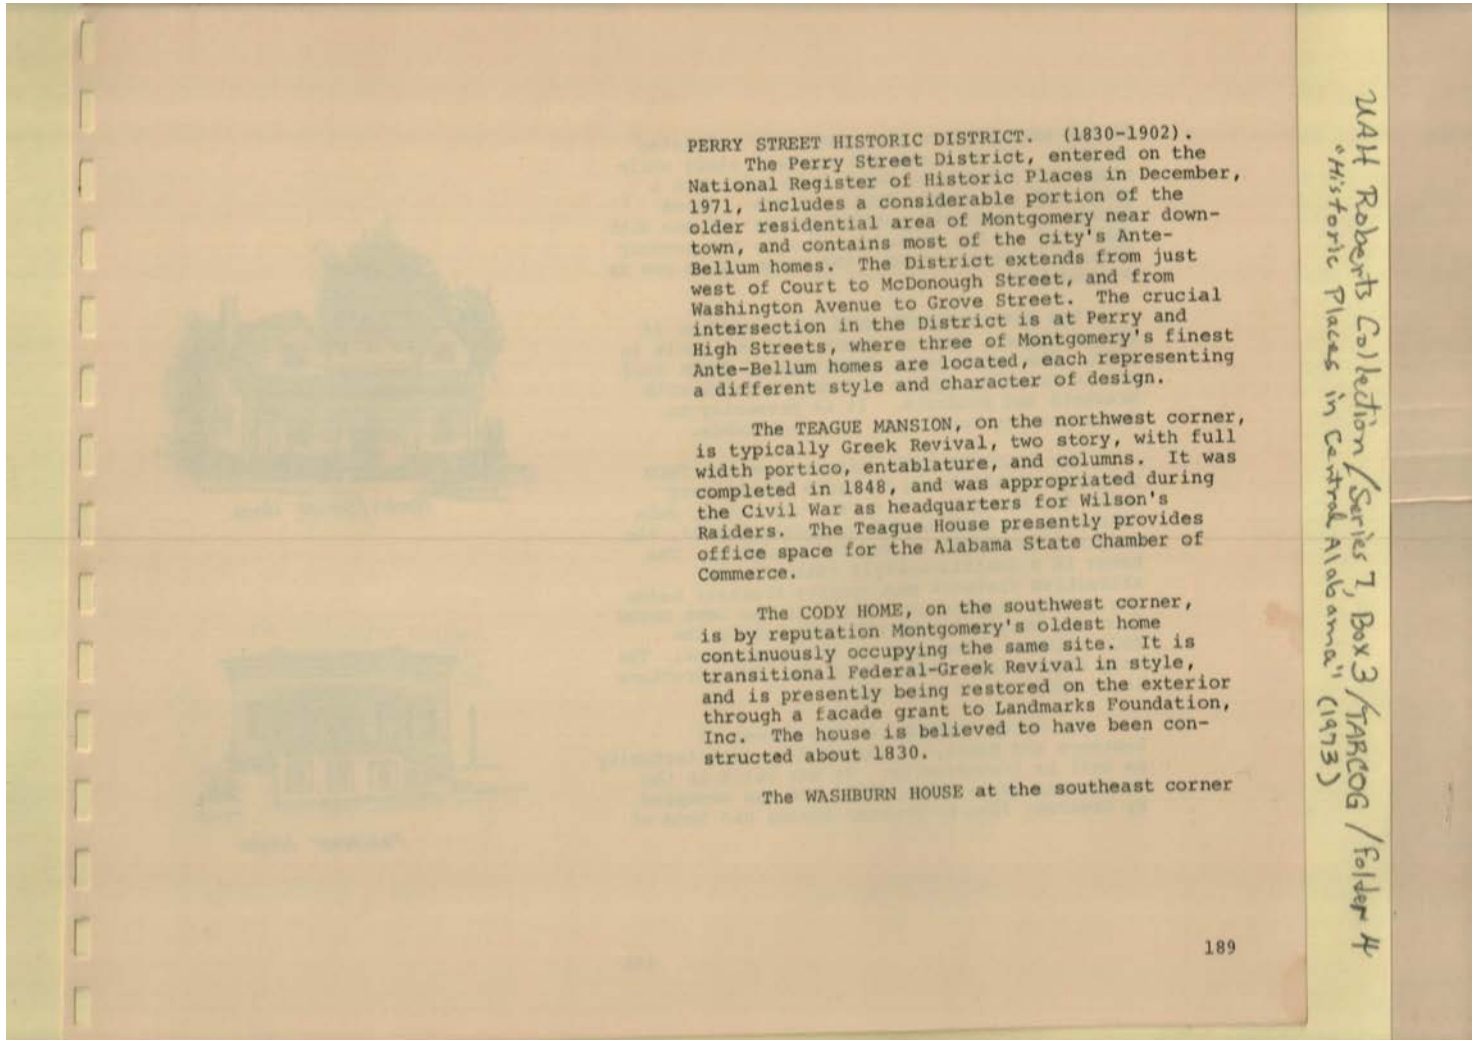 PERRY STREET HISTORIC DISTRICT. (1830-1902).
The Perry Street District, entered on the
National Register of Historic Places in December,
1971, includes a considerable portion of the
older residential area of Montgomery near down-
town, and contains most of the city's Ante-
Bellum homes. The District extends from just
west of Court to McDonough Street, and from
Washington Avenue to Grove Street. The crucial
intersection in the District is at Perry and
High Streets, where three of Montgomery's finest
Ante-Bellum homes are located, each representing
a different style and character of design.
The TEAGUE MANSION, on the northwest corner,
is typically Greek Revival, two story, with full
width portico, entablature, and columns. It was
completed in 1848, and was appropriated during
the Civil War as headquarters for Wilson's
Raiders. The Teague House presently provides
office space for the Alabama State Chamber of
Commerce.
The CODY HOME, on the southwest corner,
is by reputation Montgomery's oldest home
continuously occupying the same site. It is
transitional Federal-Greek Revival in style,
and is presently being restored on the exterior
through a facade grant to Landmarks Foundation,
Inc. The house is believed to have been con-
structed about 1830.
The WASHBURN HOUSE at the southeast corner
189
UAH Roberts Collection/Series 7, Box 3/TARCOG/Folder 4
"Historic Places in Central Alabama" (1973)